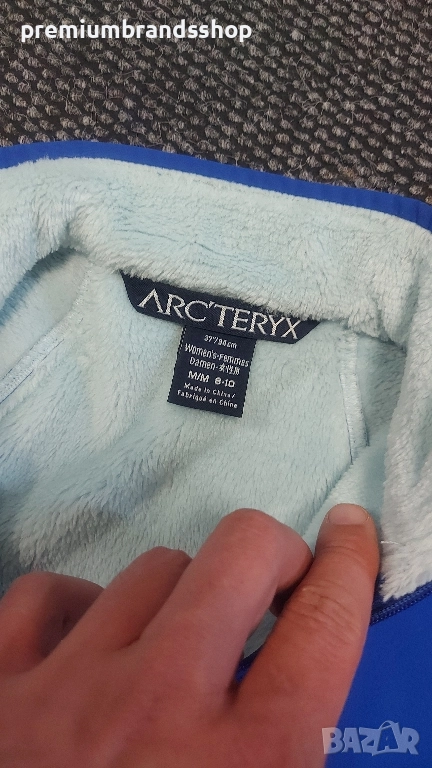 premiumbrandsshop
ARC'TERYX
37"/94cm
Women's-Femmes
Damen-女性用
M/M 8-10
Made in China/
Fabriqué en Chine
BAZAR